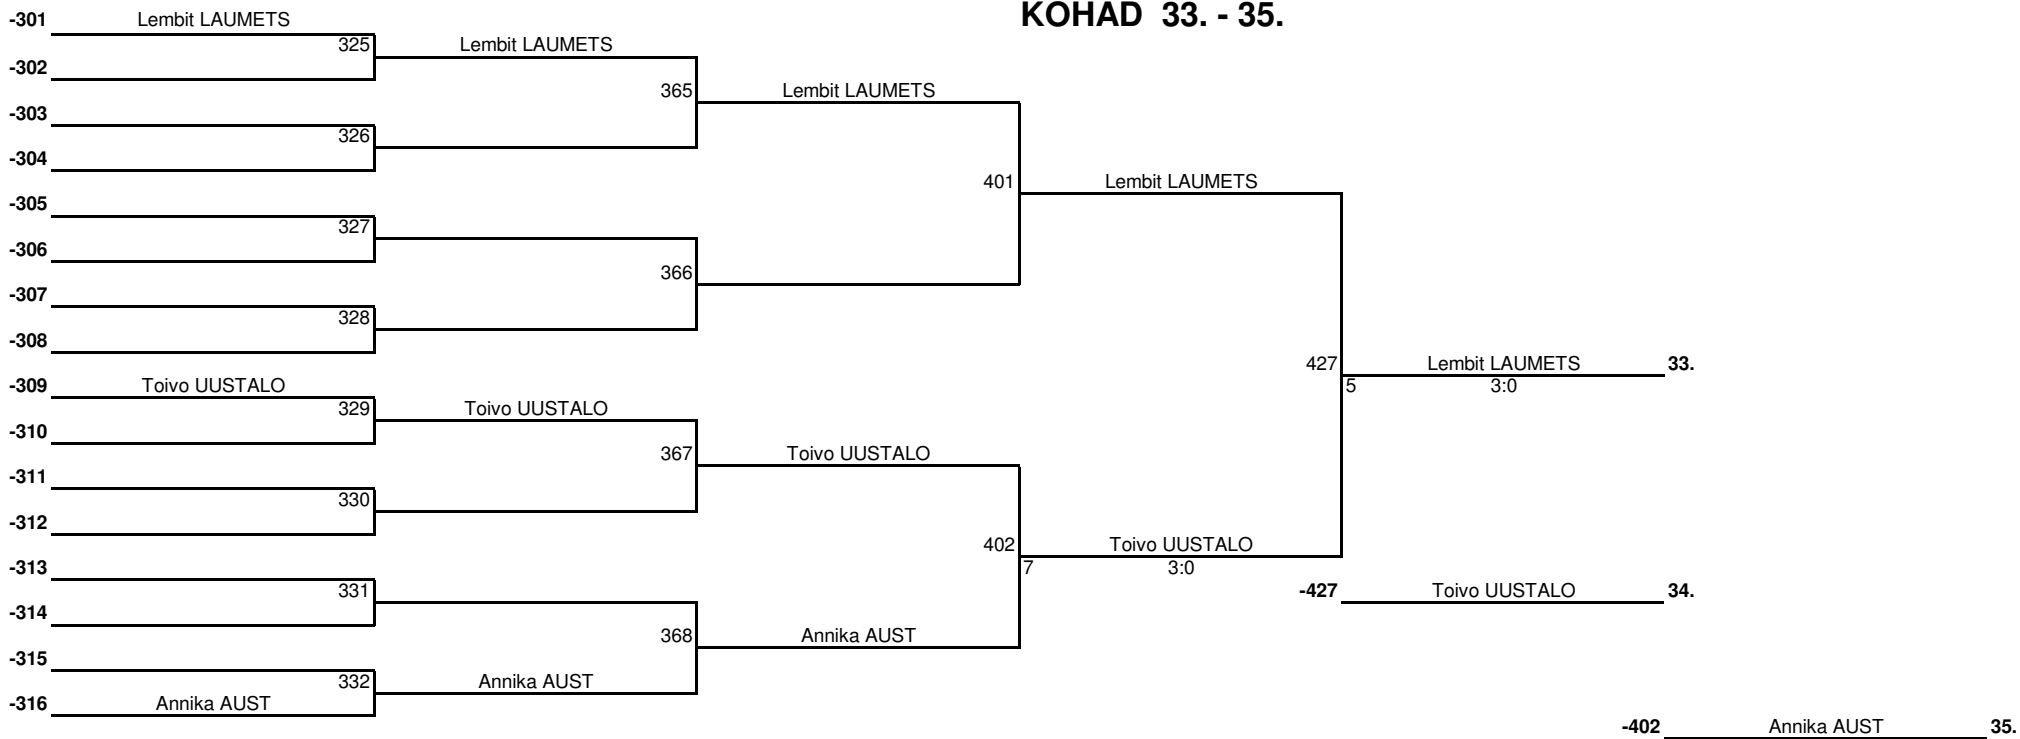 KOHAD 33. - 35.
-301 Lembit LAUMETS
325 Lembit LAUMETS
-302
365 Lembit LAUMETS
-303
326
-304
401 Lembit LAUMETS
-305
327
-306
366
-307
328
-308
427 Lembit LAUMETS 33.
5 3:0
-309 Toivo UUSTALO
329 Toivo UUSTALO
-310
367 Toivo UUSTALO
-311
330
-312
402 Toivo UUSTALO
7 3:0
-313
331
-427 Toivo UUSTALO 34.
-314
368 Annika AUST
-315
332 Annika AUST
-316 Annika AUST
-402 Annika AUST 35.